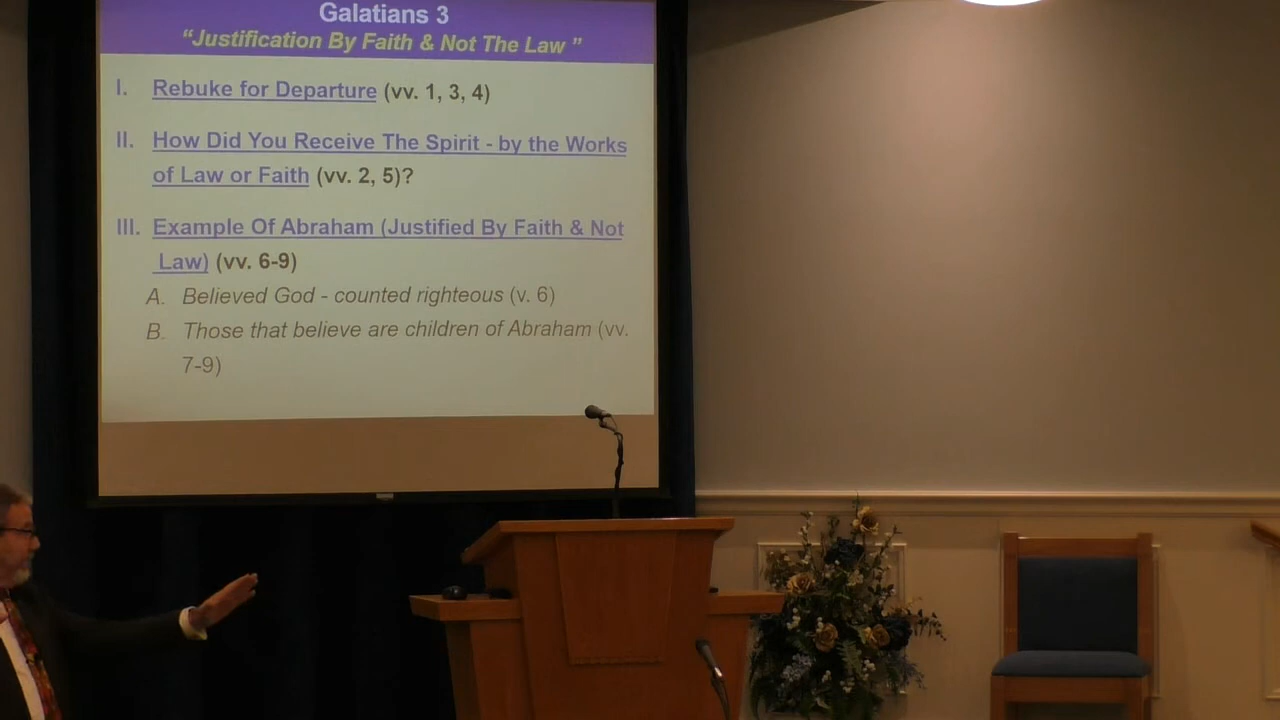 Galatians 3
“Justification By Faith & Not The Law ”
I. Rebuke for Departure (vv. 1, 3, 4)
II. How Did You Receive The Spirit - by the Works
of Law or Faith (vv. 2, 5)?
III. Example Of Abraham (Justified By Faith & Not
Law) (vv. 6-9)
A. Believed God - counted righteous (v. 6)
B. Those that believe are children of Abraham (vv.
7-9)